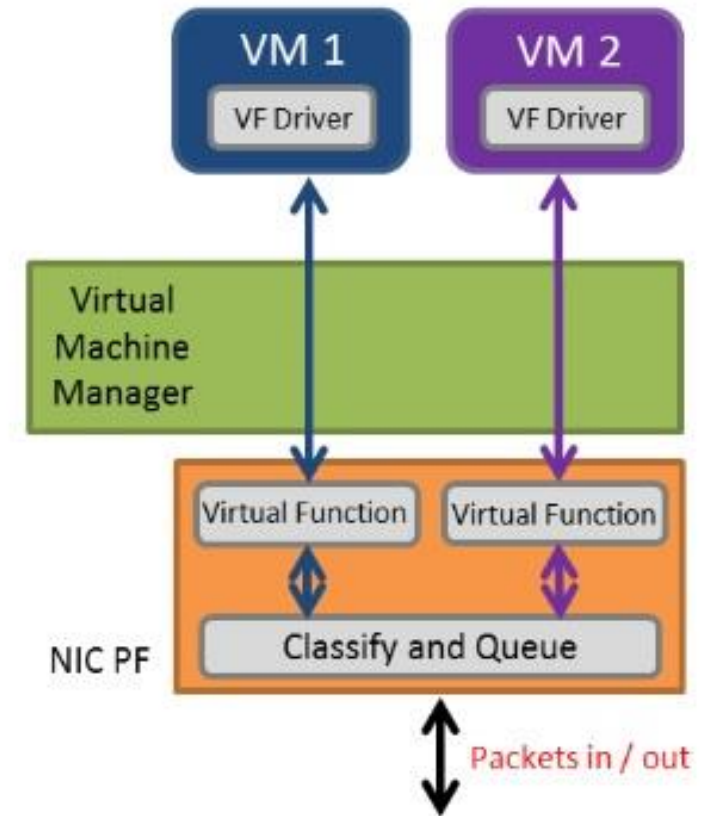 VM 1
VM 2
VF Driver
VF Driver
Virtual
Machine
Manager
Virtual Function
Virtual Function
Classify and Queue
NIC PF
Packets in / out